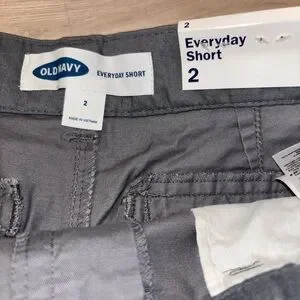 2
Everyday
Short
2
OLD NAVY
EVERYDAY SHORT
2
MADE IN VIETNAM